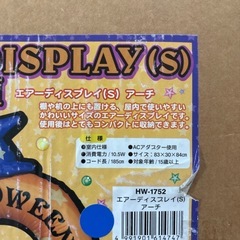 DISPLAY(S)
エアーディスプレイ(S) アーチ
棚や机の上にも置ける、屋内で使いやすい
かわいいサイズのエアーディスプレイです。
使用後はとてもコンパクトに収納できます。
仕様
●室内仕様 ●ACアダプター使用
●消費電力：10.5W ●サイズ：83×30×84cm
●コード長：185cm ●対象年齢：15歳以上
HW-1752
エアーディスプレイ(S)
アーチ
4991901614747